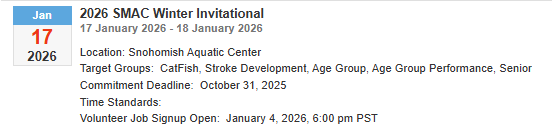 Jan
17
2026
2026 SMAC Winter Invitational
17 January 2026 - 18 January 2026
Location: Snohomish Aquatic Center
Target Groups: CatFish, Stroke Development, Age Group, Age Group Performance, Senior
Commitment Deadline: October 31, 2025
Time Standards:
Volunteer Job Signup Open: January 4, 2026, 6:00 pm PST